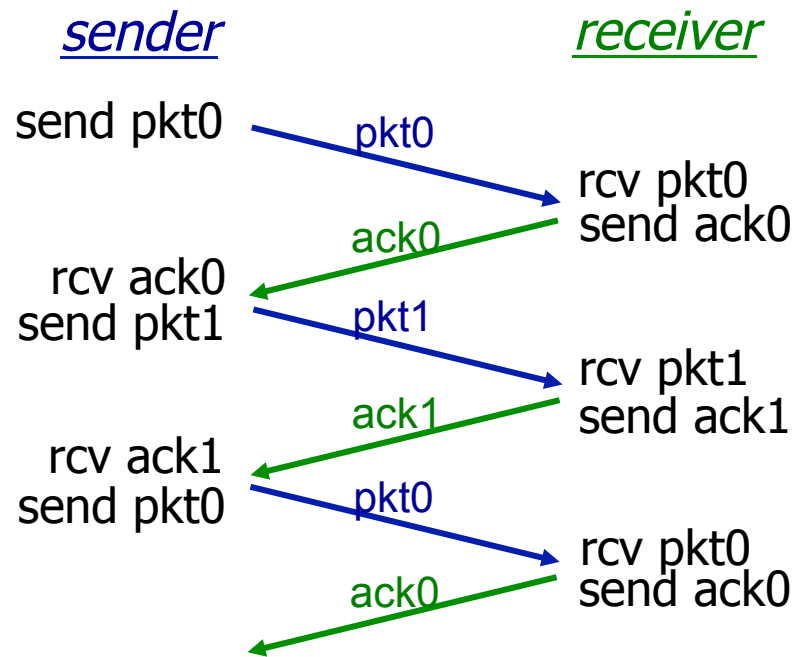 sender
receiver
send pkt0
pkt0
rcv pkt0
send ack0
ack0
rcv ack0
send pkt1
pkt1
rcv pkt1
send ack1
ack1
rcv ack1
send pkt0
pkt0
rcv pkt0
send ack0
ack0